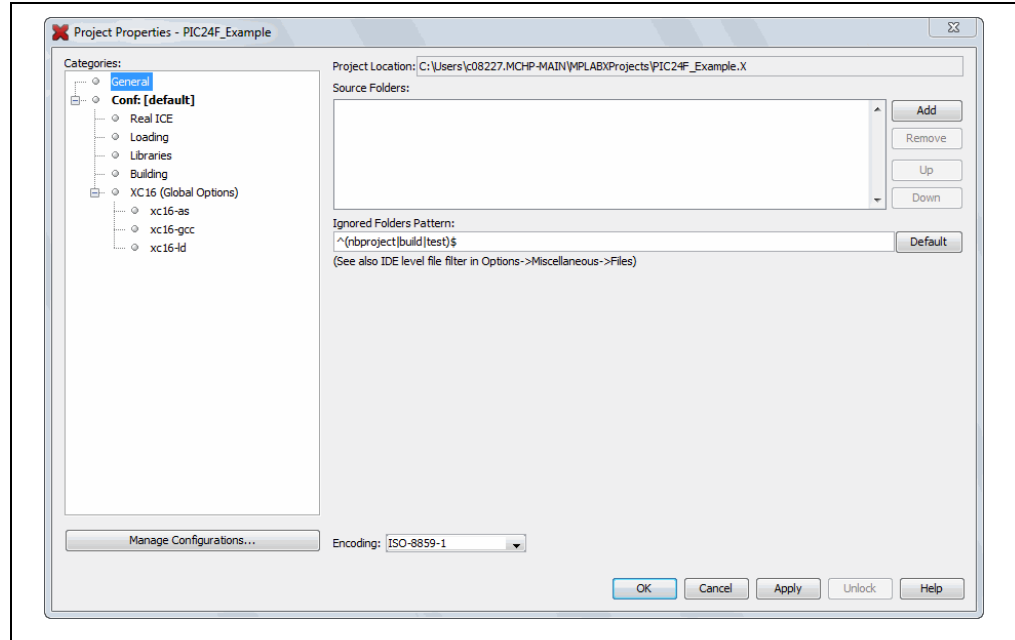 Project Properties - PIC24F_Example
Categories:
General
Conf: [default]
Real ICE
Loading
Libraries
Building
XC16 (Global Options)
xc16-as
xc16-gcc
xc16-ld
Manage Configurations...
Project Location: C:\Users\c08227.MCHP-MAIN\MPLABXProjects\PIC24F_Example.X
Source Folders:
Add
Remove
Up
Down
Ignored Folders Pattern:
^(nbproject|build|test)$ Default
(See also IDE level file filter in Options->Miscellaneous->Files)
Encoding: ISO-8859-1
OK Cancel Apply Unlock Help